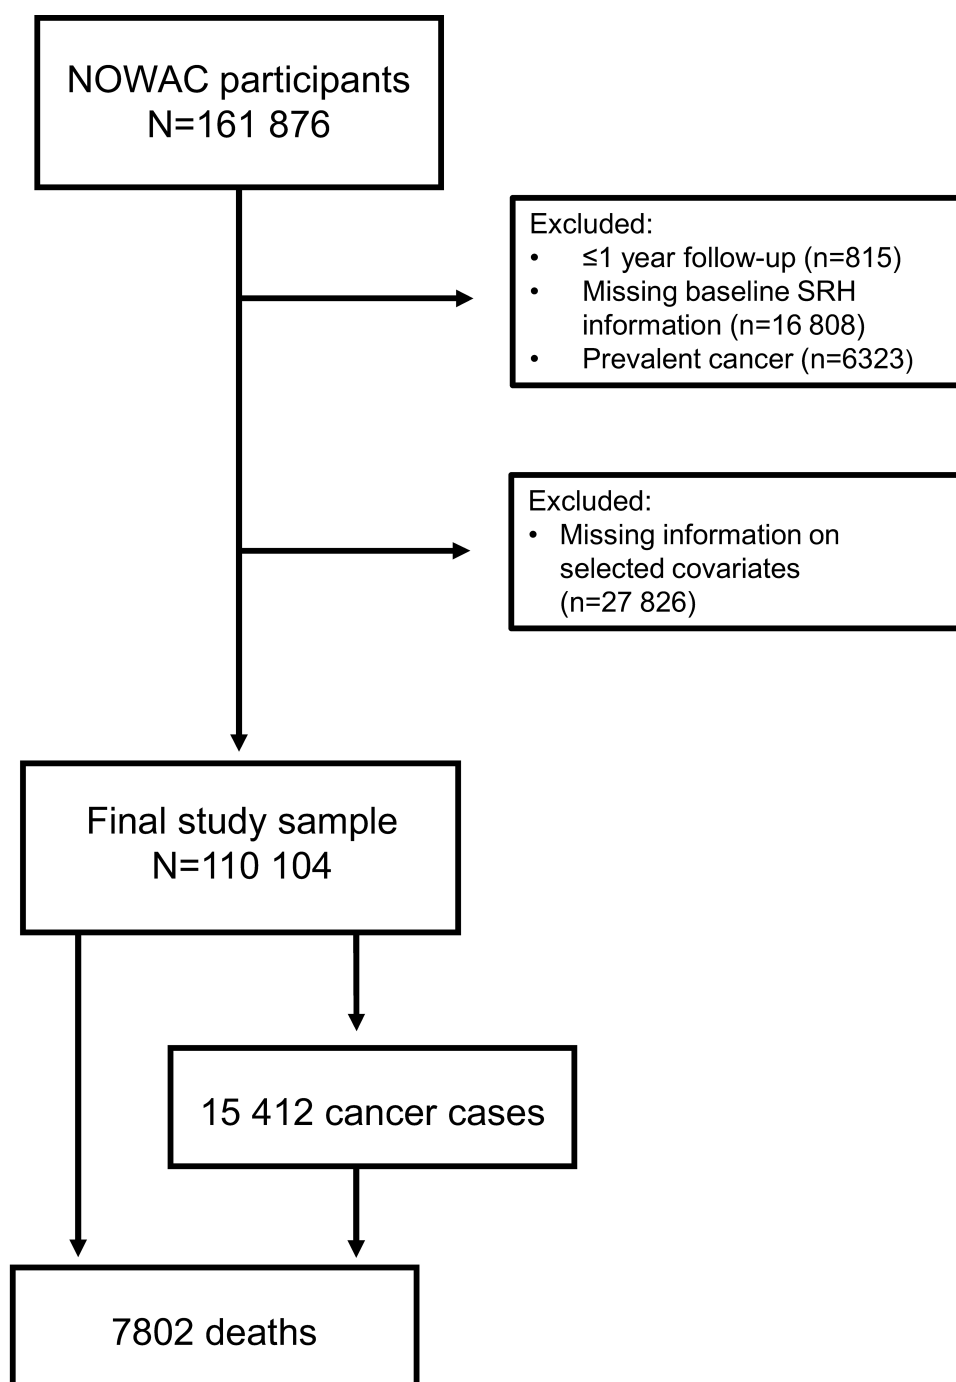 NOWAC participants
N=161 876
Excluded:
• ≤1 year follow-up (n=815)
• Missing baseline SRH
information (n=16 808)
• Prevalent cancer (n=6323)
Excluded:
• Missing information on
selected covariates
(n=27 826)
Final study sample
N=110 104
15 412 cancer cases
7802 deaths